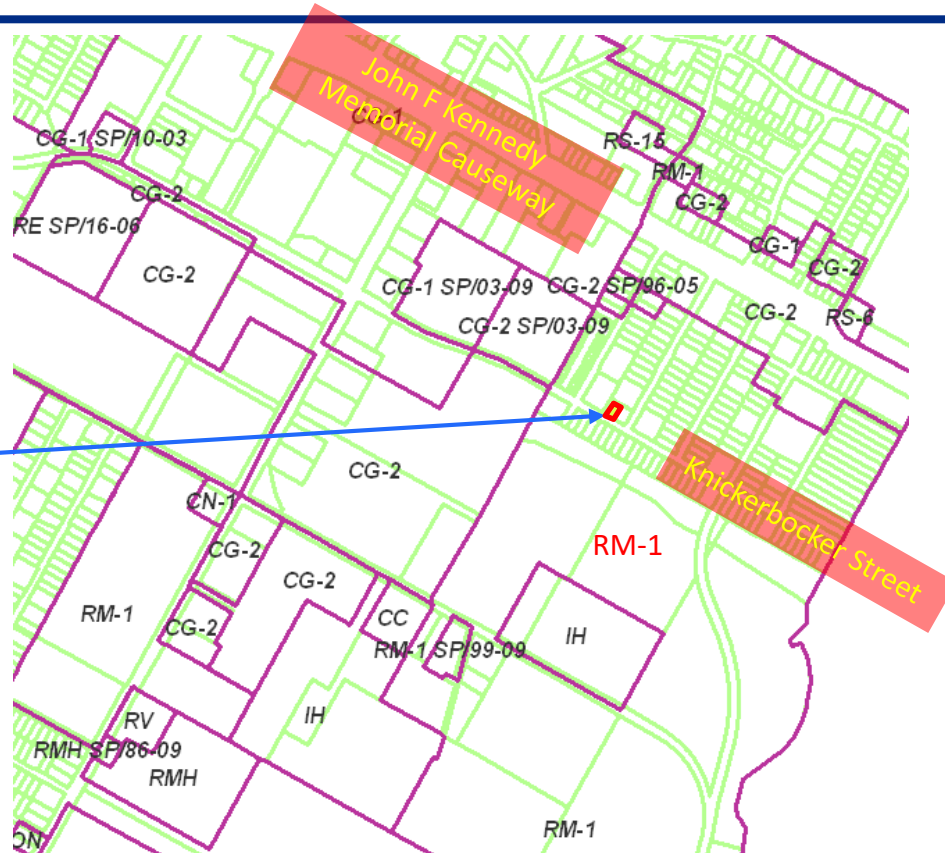 John F Kennedy
Memorial Causeway
CG-1
CG-1 SP/10-03
RS-15
RM-1
CG-2
CG-2
RE SP/16-06
CG-1
CG-2
CG-2
CG-1 SP/03-09
CG-2 SP/96-05
CG-2
RS-6
CG-2 SP/03-09
CG-2
Knickerbocker Street
CN-1
CG-2
RM-1
CG-2
RM-1
CC
CG-2
IH
RM-1 SP/99-09
RV
IH
RMH SP/86-09
RMH
RM-1
ON